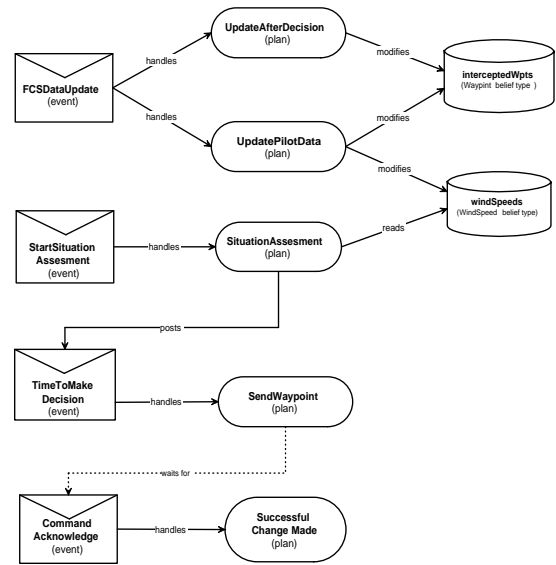 UpdateAfterDecision
(plan)
handles
modifies
FCSDataUpdate
(event)
interceptedWpts
(Waypint belief type )
handles
modifies
UpdatePilotData
(plan)
modifies
windSpeeds
(WindSpeed belief type)
StartSituation
Assesment
(event)
handles
SituationAssesment
(plan)
reads
posts
TimeToMake
Decision
(event)
handles
SendWaypoint
(plan)
waits for
Command
Acknowledge
(event)
handles
Successful
Change Made
(plan)